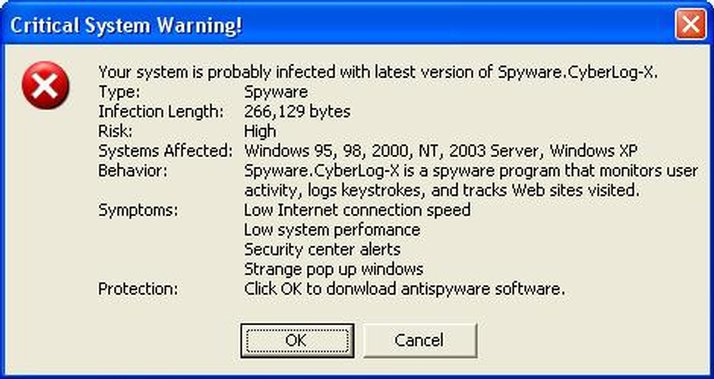 Critical System Warning!
Your system is probably infected with latest version of Spyware.CyberLog-X.
Type: Spyware
Infection Length: 266,129 bytes
Risk: High
Systems Affected: Windows 95, 98, 2000, NT, 2003 Server, Windows XP
Behavior: Spyware.CyberLog-X is a spyware program that monitors user
activity, logs keystrokes, and tracks Web sites visited.
Symptoms: Low Internet connection speed
Low system perfomance
Security center alerts
Strange pop up windows
Protection: Click OK to donwload antispyware software.
OK Cancel